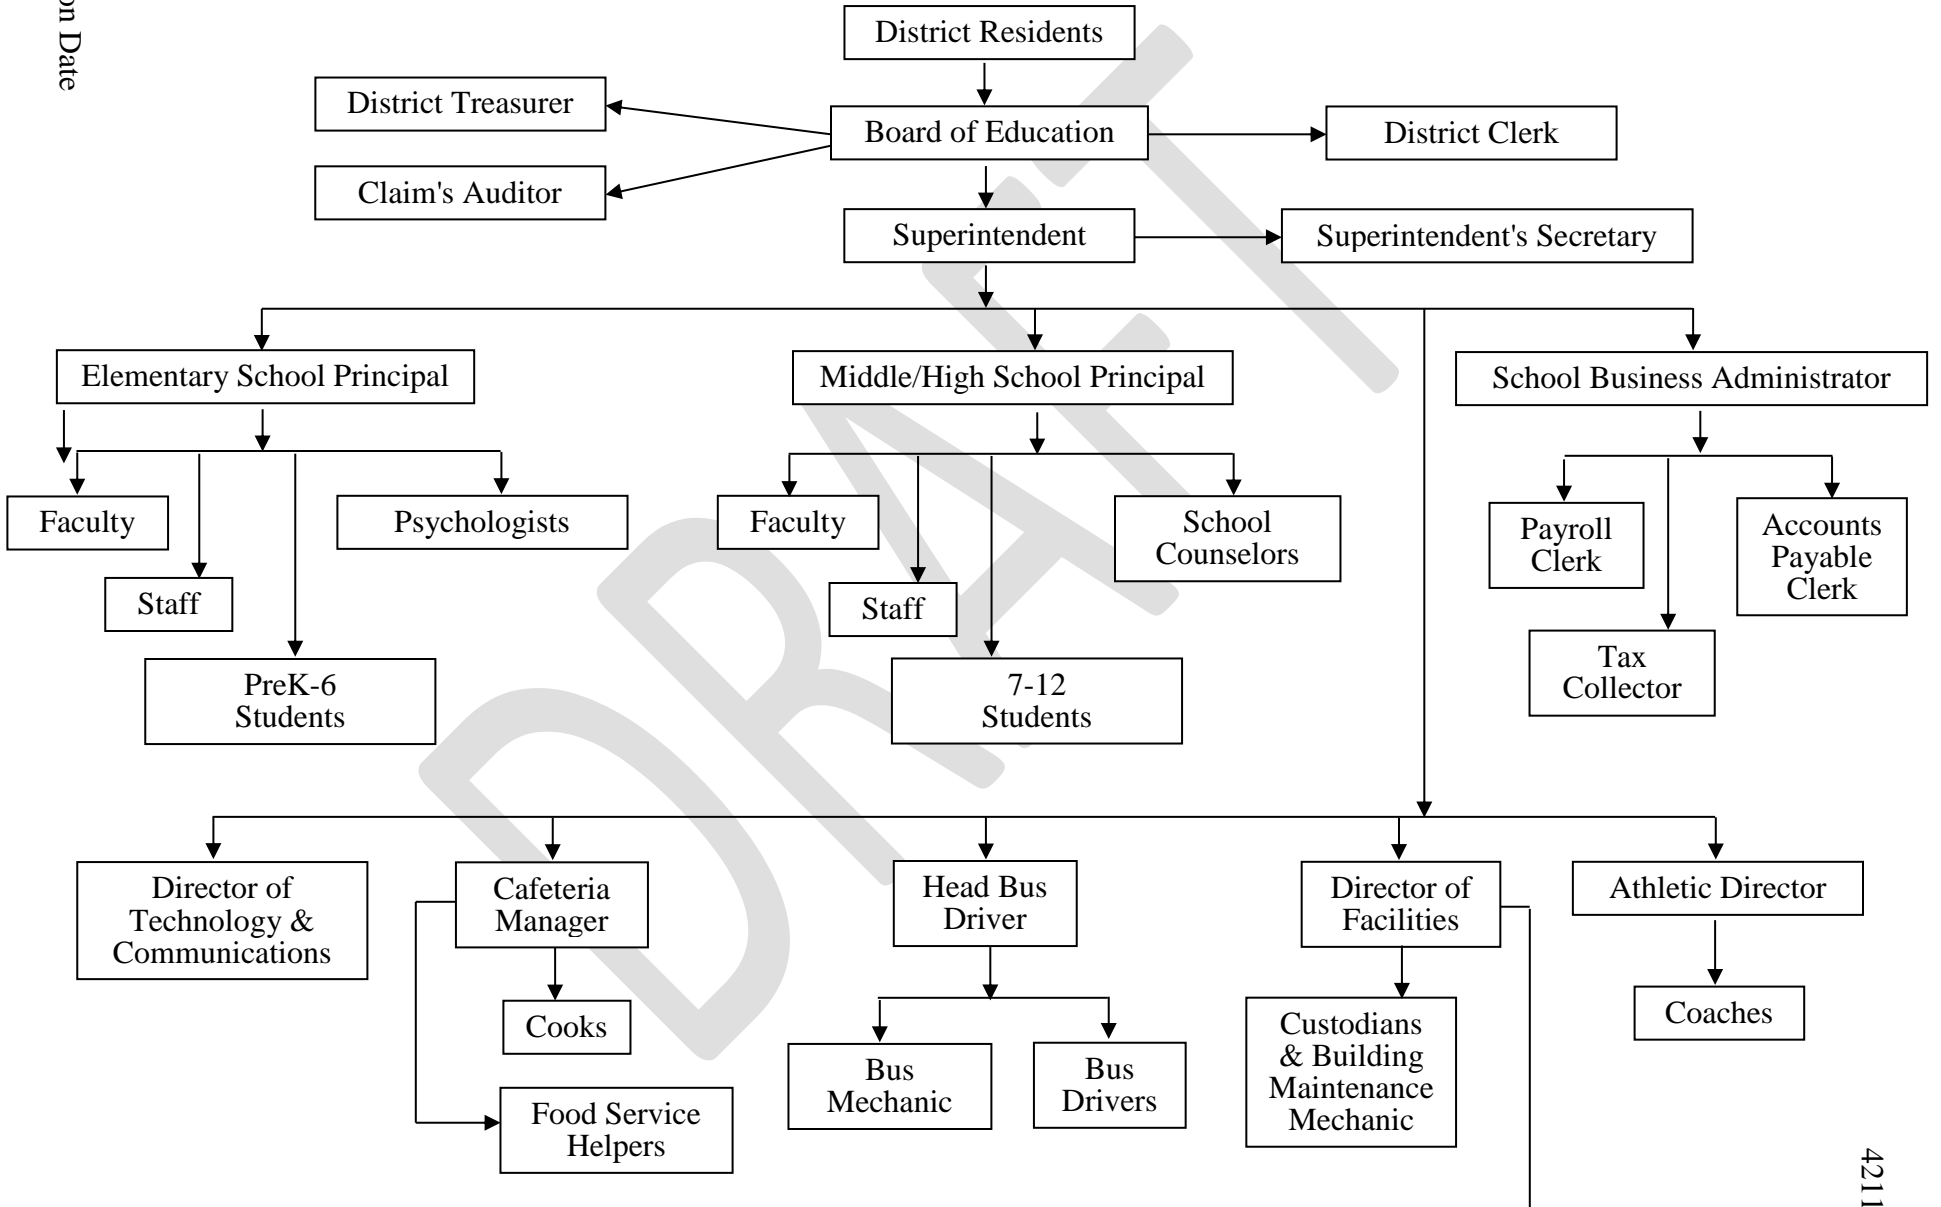 on Date
District Residents
District Treasurer
Board of Education
District Clerk
Claim's Auditor
Superintendent
Superintendent's Secretary
Elementary School Principal
Middle/High School Principal
School Business Administrator
Faculty
Psychologists
Staff
PreK-6
Students
Faculty
School
Counselors
Staff
7-12
Students
Payroll
Clerk
Accounts
Payable
Clerk
Tax
Collector
Director of
Technology &
Communications
Cafeteria
Manager
Head Bus
Driver
Director of
Facilities
Athletic Director
Cooks
Food Service
Helpers
Bus
Mechanic
Bus
Drivers
Custodians
& Building
Maintenance
Mechanic
Coaches
4211
DRAFT